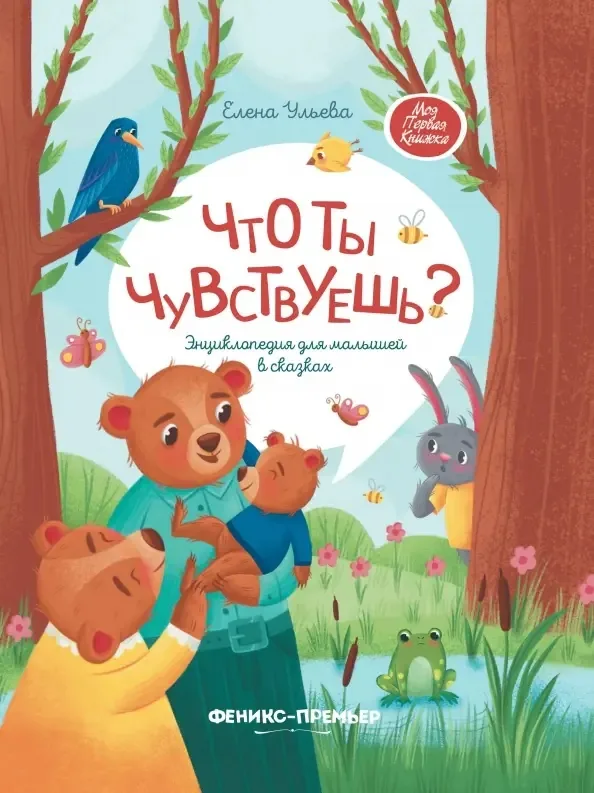 Елена Ульева
Моя
Первая
Книжка
Что ты
чувствуешь?
Энциклопедия для малышей
в сказках
ФЕНИКС-ПРЕМЬЕР